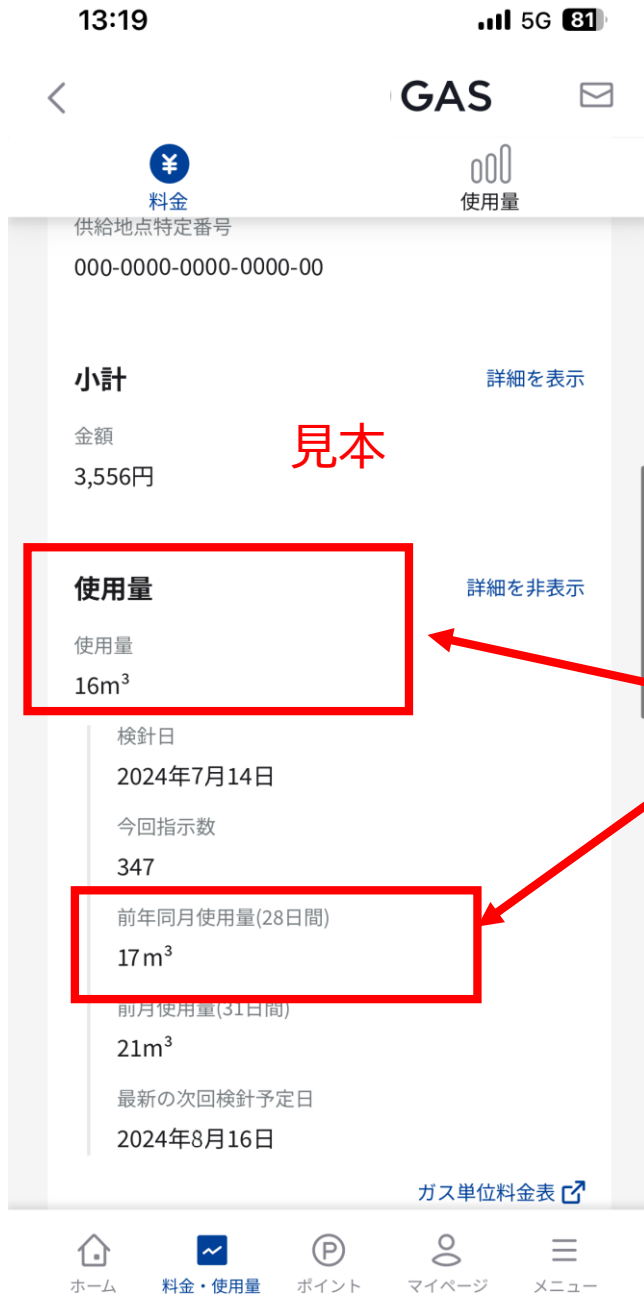 13:19
5G 81
GAS
料金
使用量
供給地点特定番号
000-0000-0000-0000-00
小計
詳細を表示
金額
見本
3,556円
使用量
詳細を非表示
使用量
16m³
検針日
2024年7月14日
今回指示数
347
前年同月使用量(28日間)
17m³
前月使用量(31日間)
21m³
最新の次回検針予定日
2024年8月16日
ガス単位料金表
ホーム
料金・使用量
ポイント
マイページ
メニュー